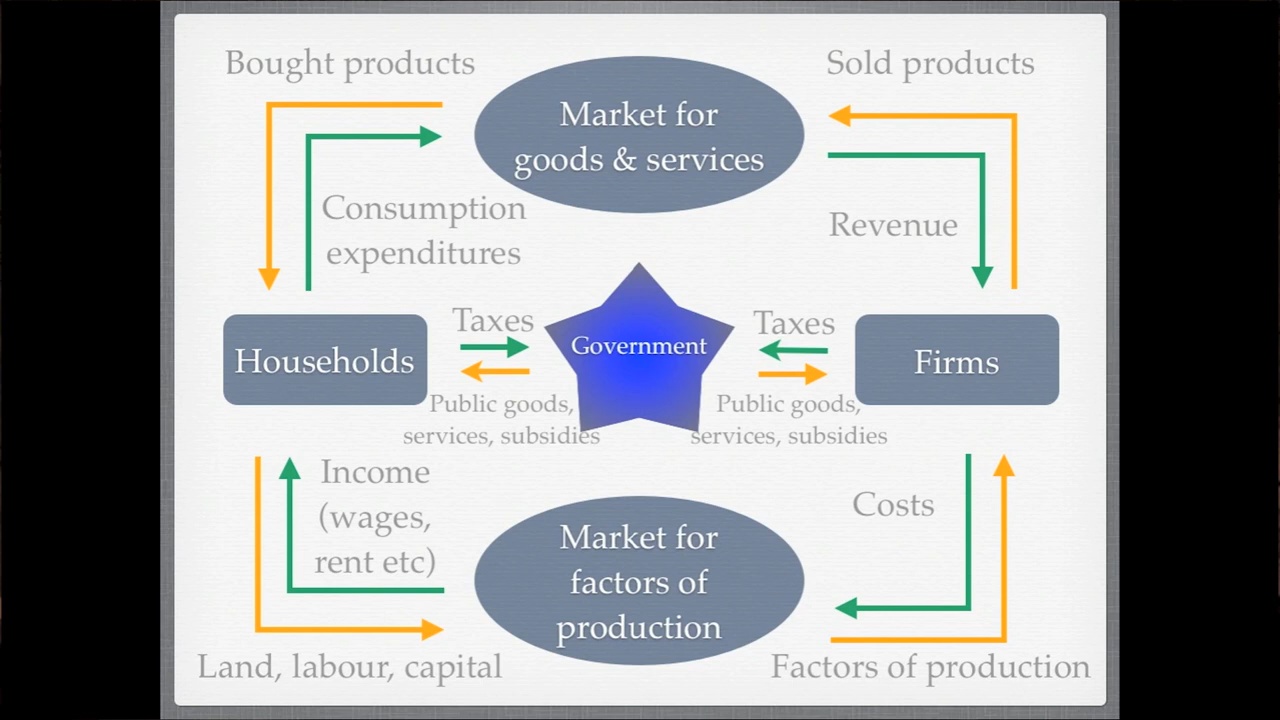 Bought products
Sold products
Market for
goods & services
Consumption
expenditures
Revenue
Taxes
Taxes
Government
Households
Firms
Public goods,
services, subsidies
Public goods,
services, subsidies
Income
(wages,
rent etc)
Costs
Market for
factors of
production
Land, labour, capital
Factors of production